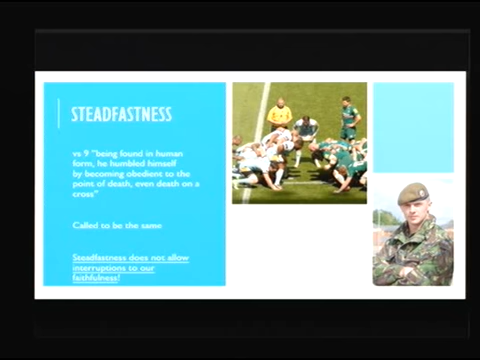 STEADFASTNESS
vs 9 "being found in human
form, he humbled himself
by becoming obedient to the
point of death, even death on a
cross"
Called to be the same
Steadfastness does not allow
interruptions to our
faithfulness!